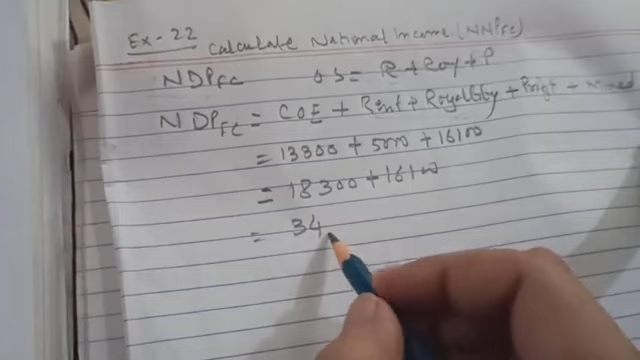 Ex-22 Calculate National Income (NNPFC)
NDPFC OS= R+Roy+P
NDPFC = COE + Rent + Royalty + Profit + Mixed
= 13300 + 5000 + 16100
= 18300 + 16100
= 34